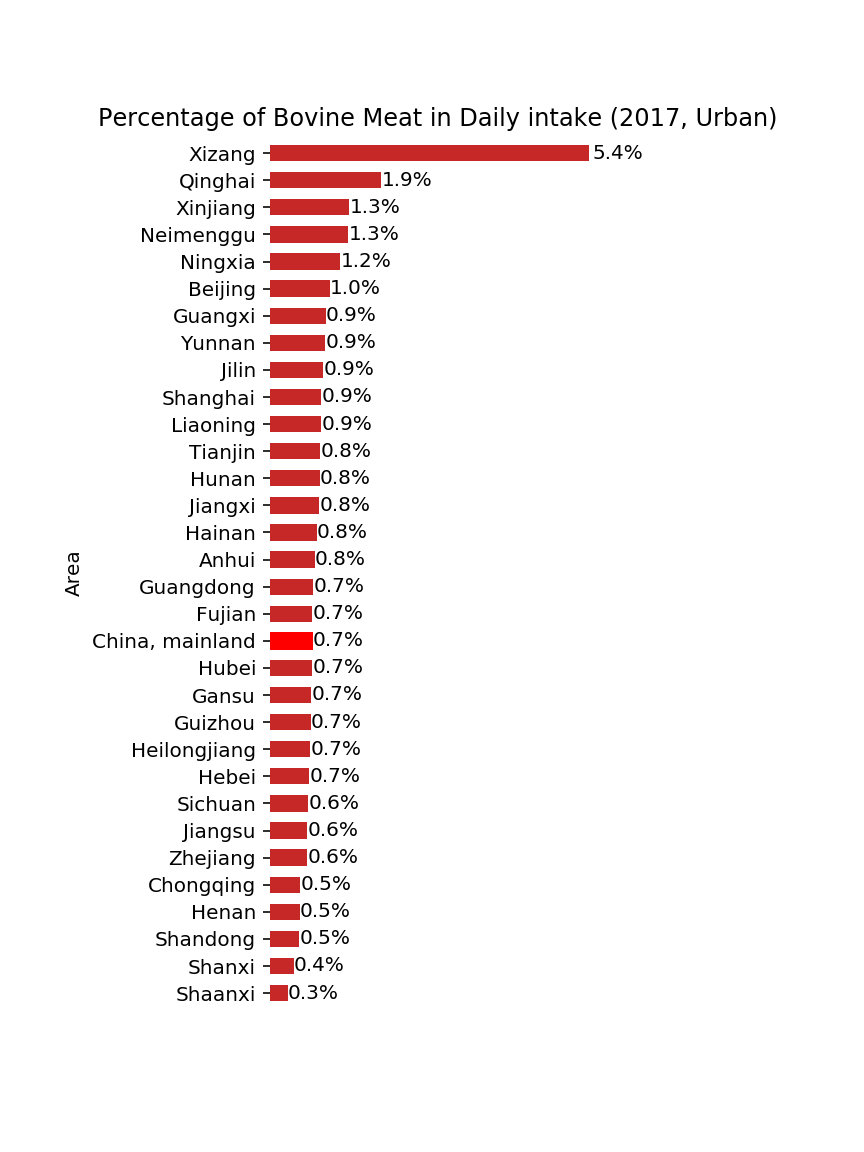 Percentage of Bovine Meat in Daily intake (2017, Urban)
Area
Xizang 5.4%
Qinghai 1.9%
Xinjiang 1.3%
Neimenggu 1.3%
Ningxia 1.2%
Beijing 1.0%
Guangxi 0.9%
Yunnan 0.9%
Jilin 0.9%
Shanghai 0.9%
Liaoning 0.9%
Tianjin 0.8%
Hunan 0.8%
Jiangxi 0.8%
Hainan 0.8%
Anhui 0.8%
Guangdong 0.7%
Fujian 0.7%
China, mainland 0.7%
Hubei 0.7%
Gansu 0.7%
Guizhou 0.7%
Heilongjiang 0.7%
Hebei 0.7%
Sichuan 0.6%
Jiangsu 0.6%
Zhejiang 0.6%
Chongqing 0.5%
Henan 0.5%
Shandong 0.5%
Shanxi 0.4%
Shaanxi 0.3%